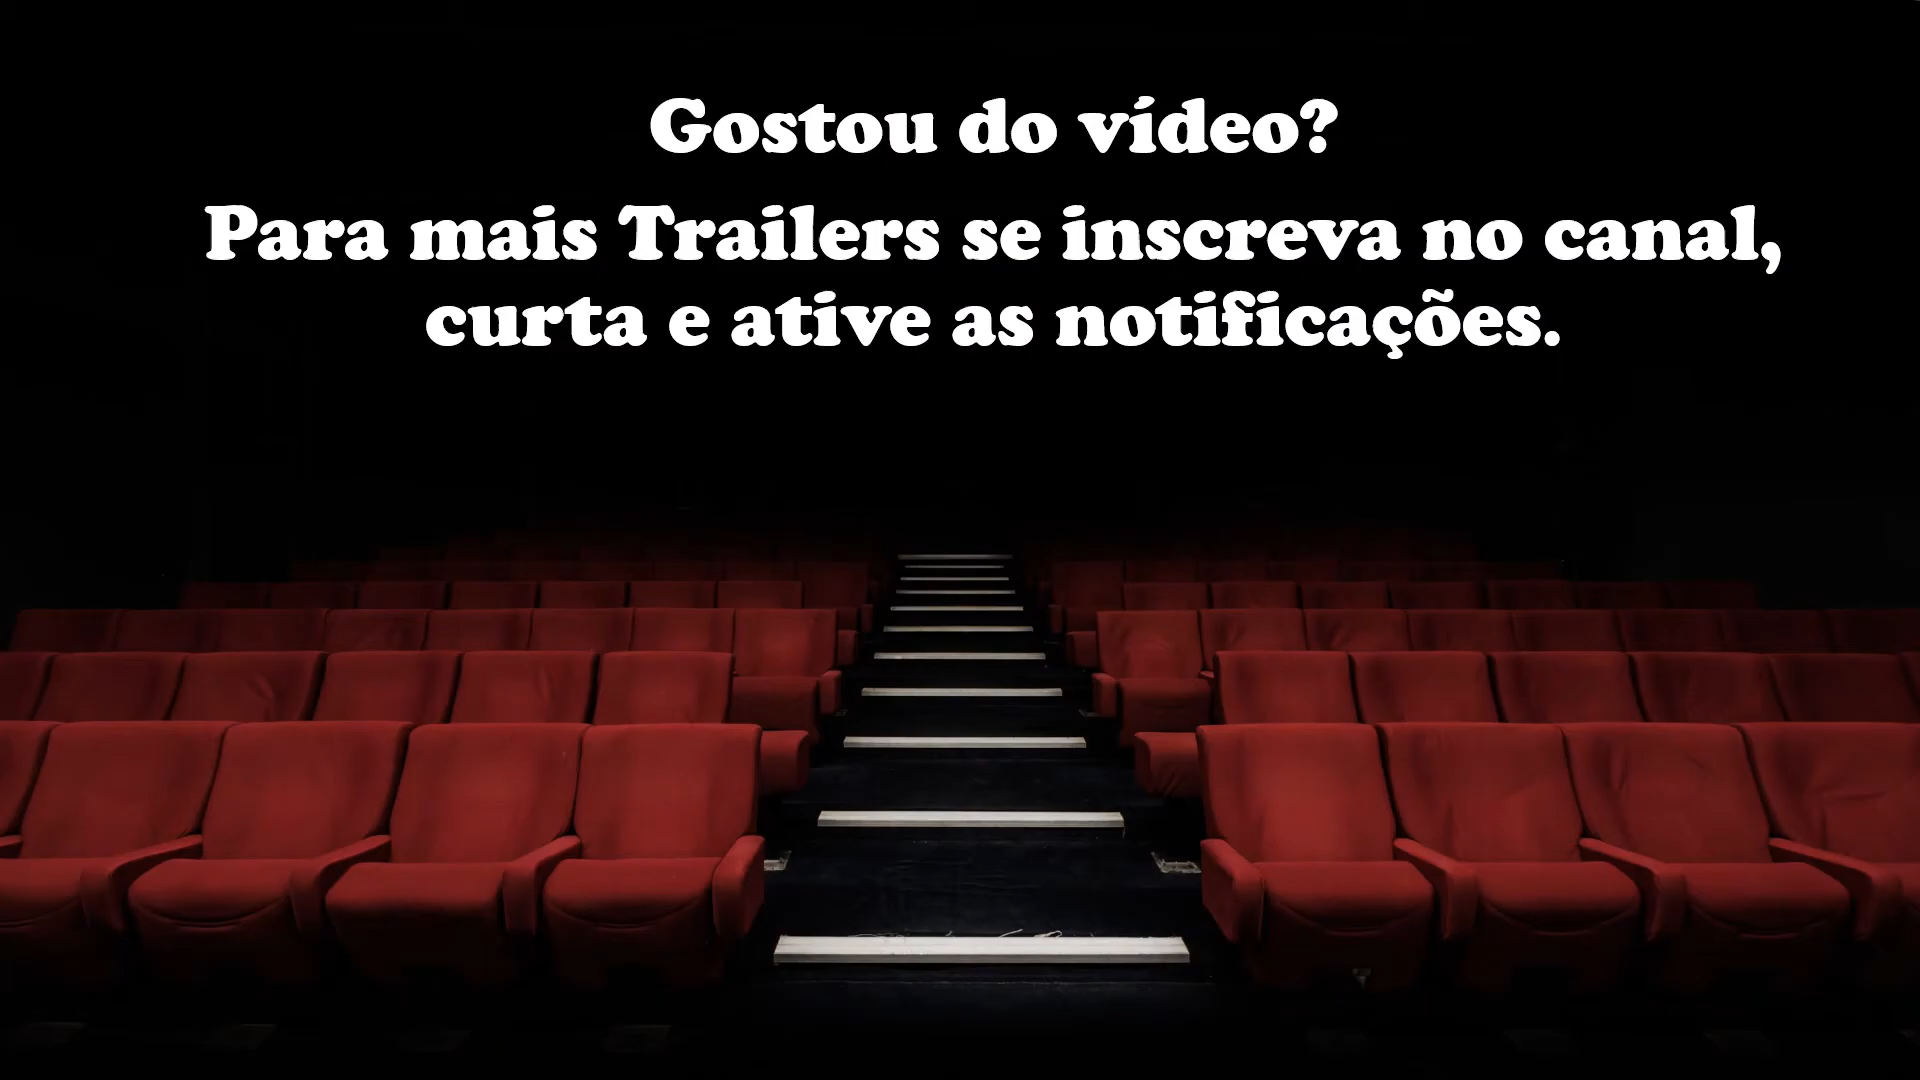 Gostou do vídeo?
Para mais Trailers se inscreva no canal,
curta e ative as notificações.